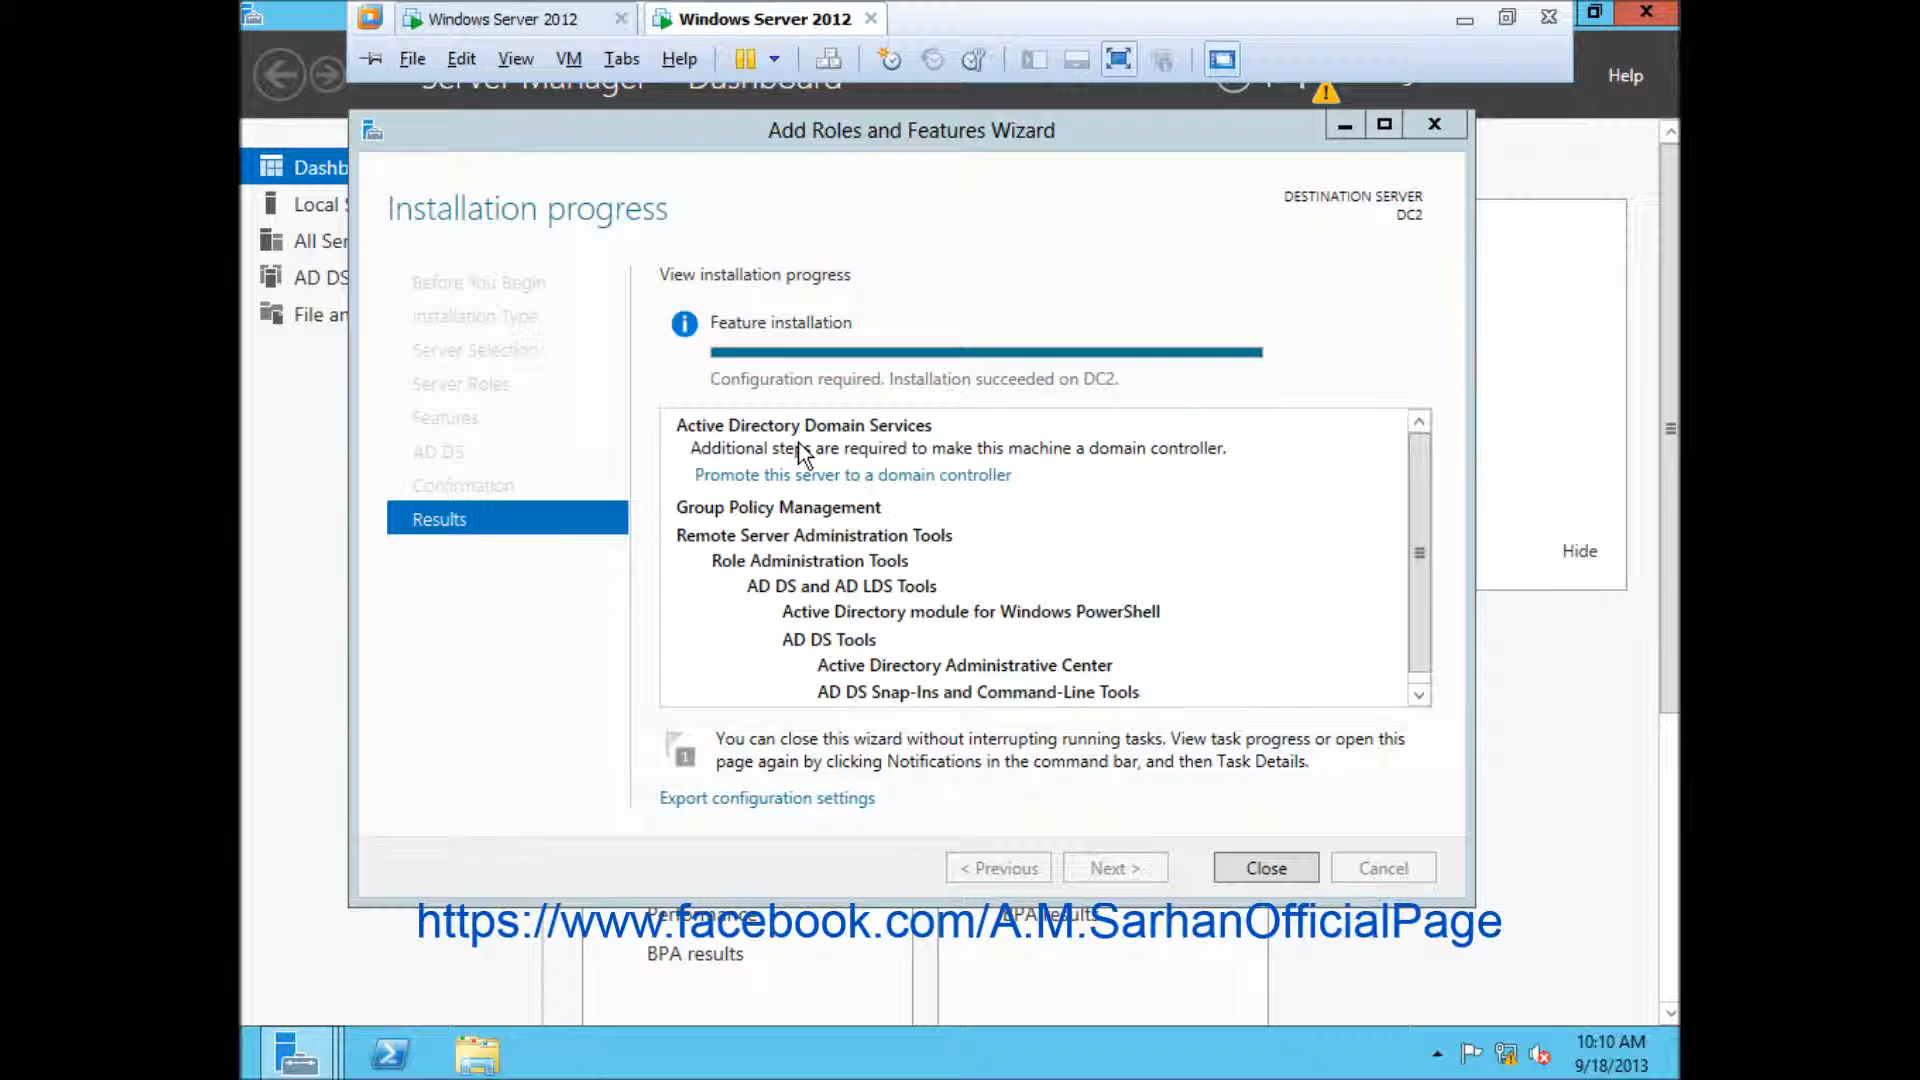 Windows Server 2012
Windows Server 2012
File Edit View VM Tabs Help
Server Manager Dashboard
Help
Add Roles and Features Wizard
Dashb
Local S
All Ser
AD DS
File an
Installation progress
DESTINATION SERVER
DC2
Before You Begin
Installation Type
Server Selection
Server Roles
Features
AD DS
Confirmation
Results
View installation progress
Feature installation
Configuration required. Installation succeeded on DC2.
Active Directory Domain Services
Additional steps are required to make this machine a domain controller.
Promote this server to a domain controller
Group Policy Management
Remote Server Administration Tools
Role Administration Tools
AD DS and AD LDS Tools
Active Directory module for Windows PowerShell
AD DS Tools
Active Directory Administrative Center
AD DS Snap-Ins and Command-Line Tools
Hide
1
You can close this wizard without interrupting running tasks. View task progress or open this
page again by clicking Notifications in the command bar, and then Task Details.
Export configuration settings
< Previous Next > Close Cancel
Performance
BPA results
https://www.facebook.com/A.M.SarhanOfficialPage
BPA results
10:10 AM
9/18/2013